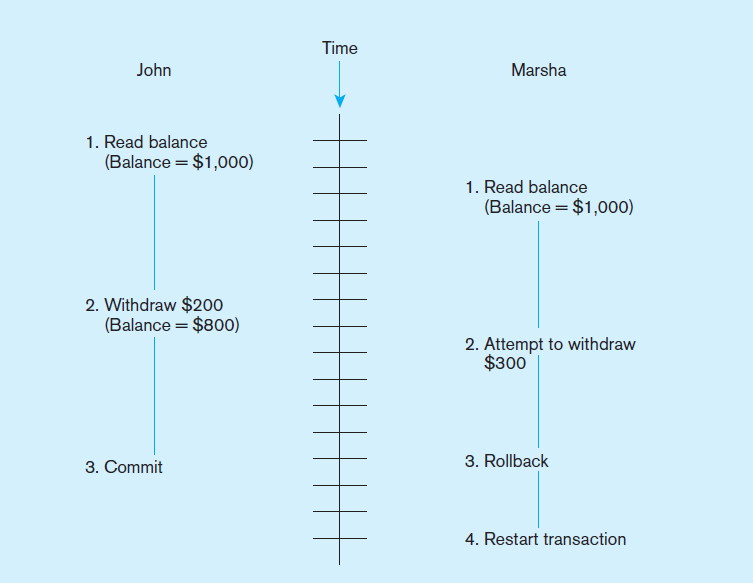 Time
John
Marsha
1. Read balance
(Balance = $1,000)
1. Read balance
(Balance = $1,000)
2. Withdraw $200
(Balance = $800)
2. Attempt to withdraw
$300
3. Commit
3. Rollback
4. Restart transaction